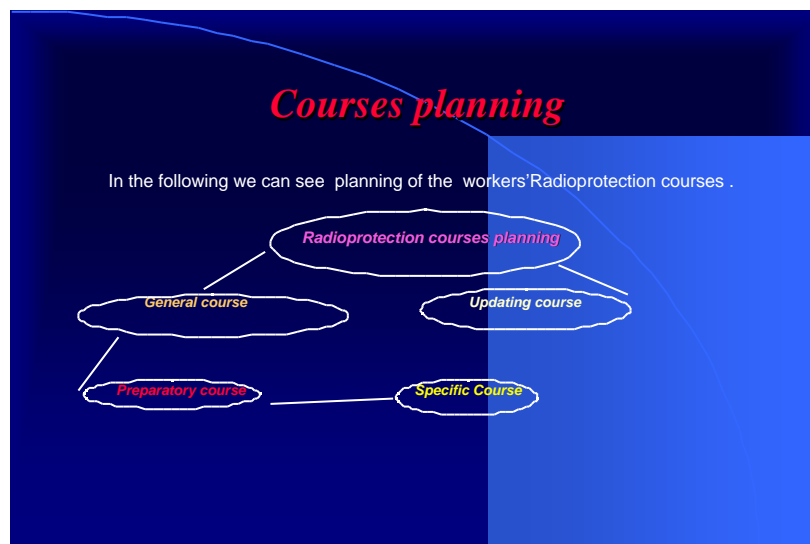 Courses planning
In the following we can see planning of the workers'Radioprotection courses .
Radioprotection courses planning
General course
Updating course
Preparatory course
Specific Course